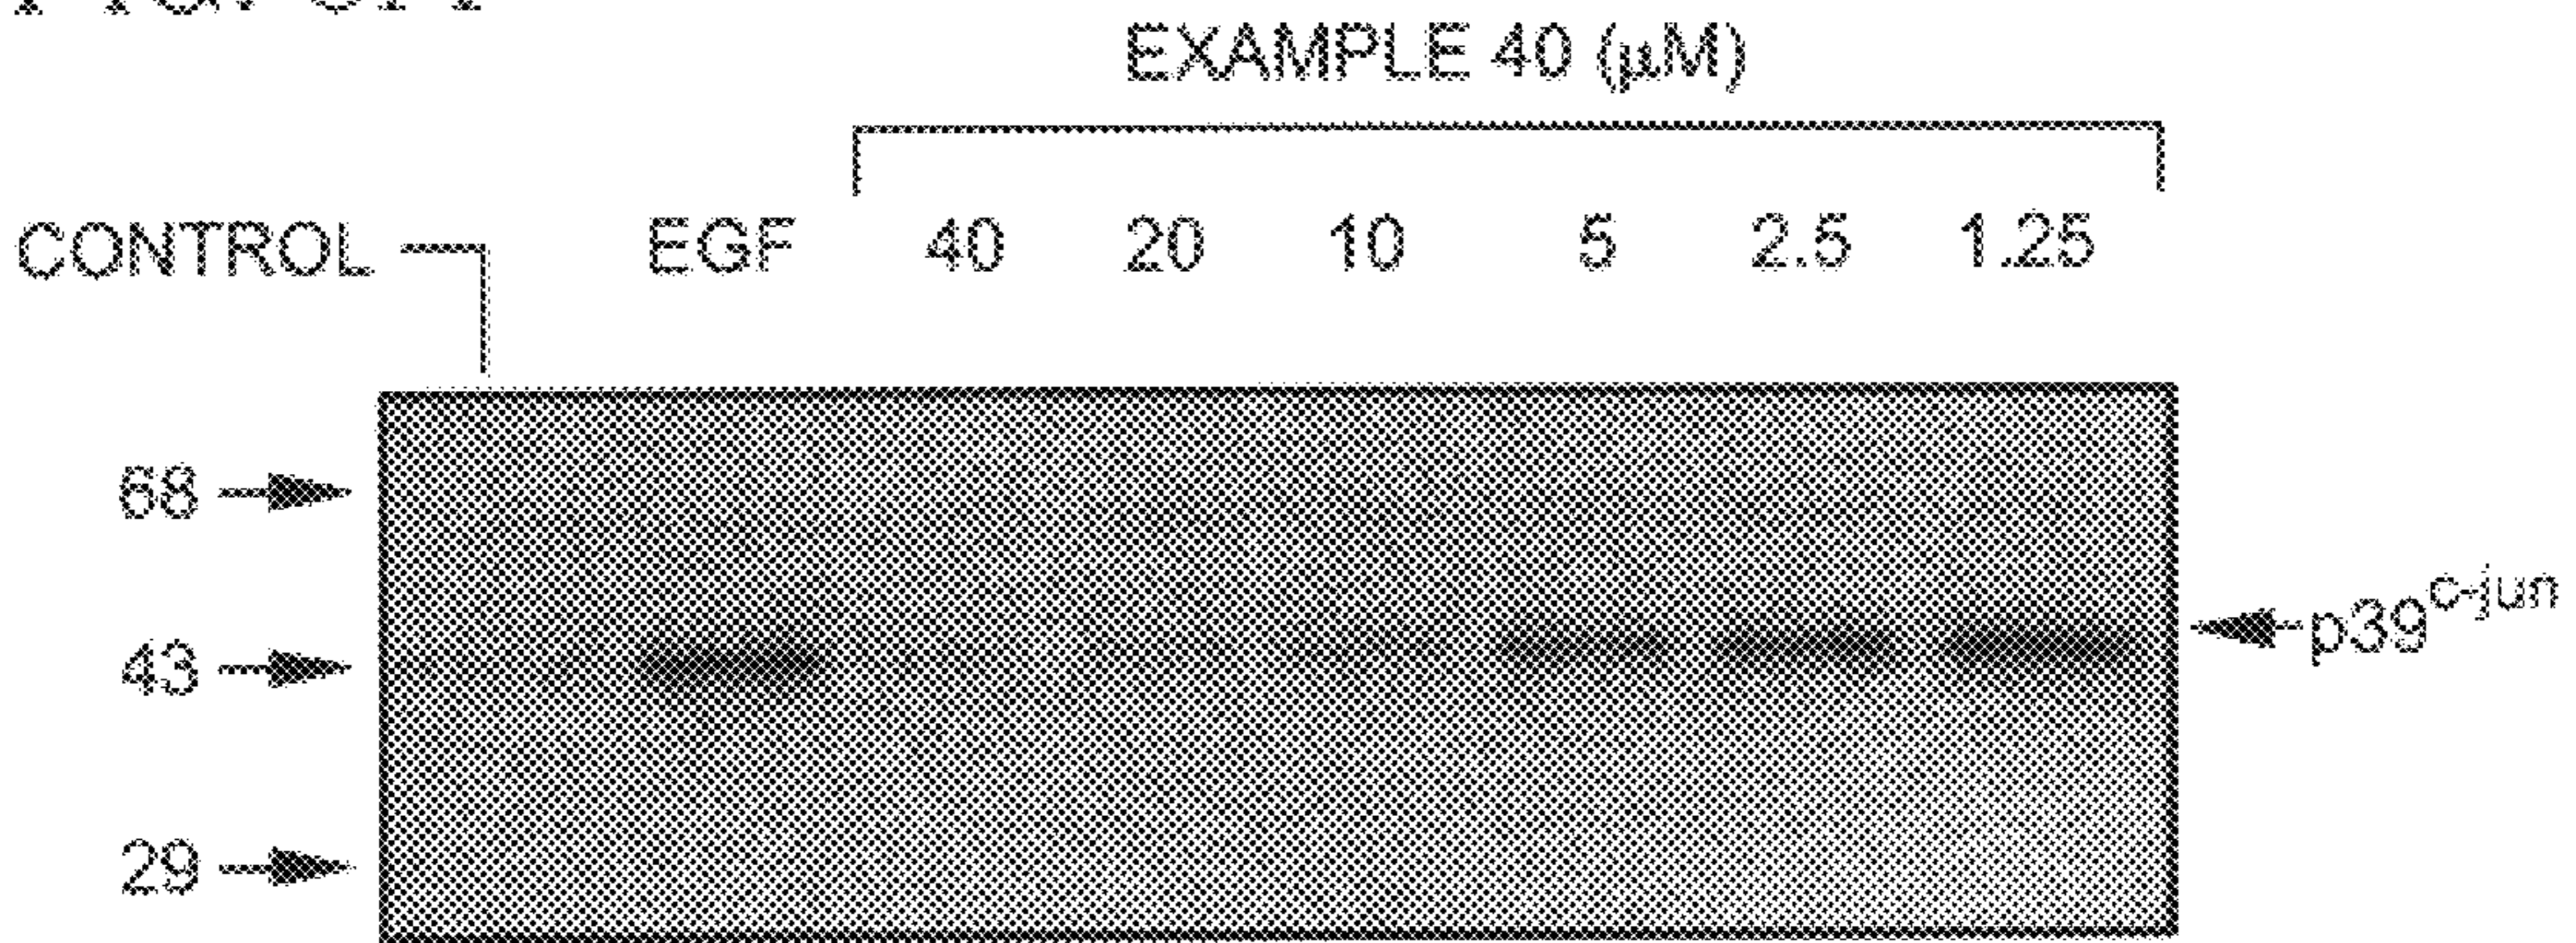 EXAMPLE 40 (μM)
CONTROL EGF 40 20 10 5 2.5 1.25
68
43 p39c-jun
29